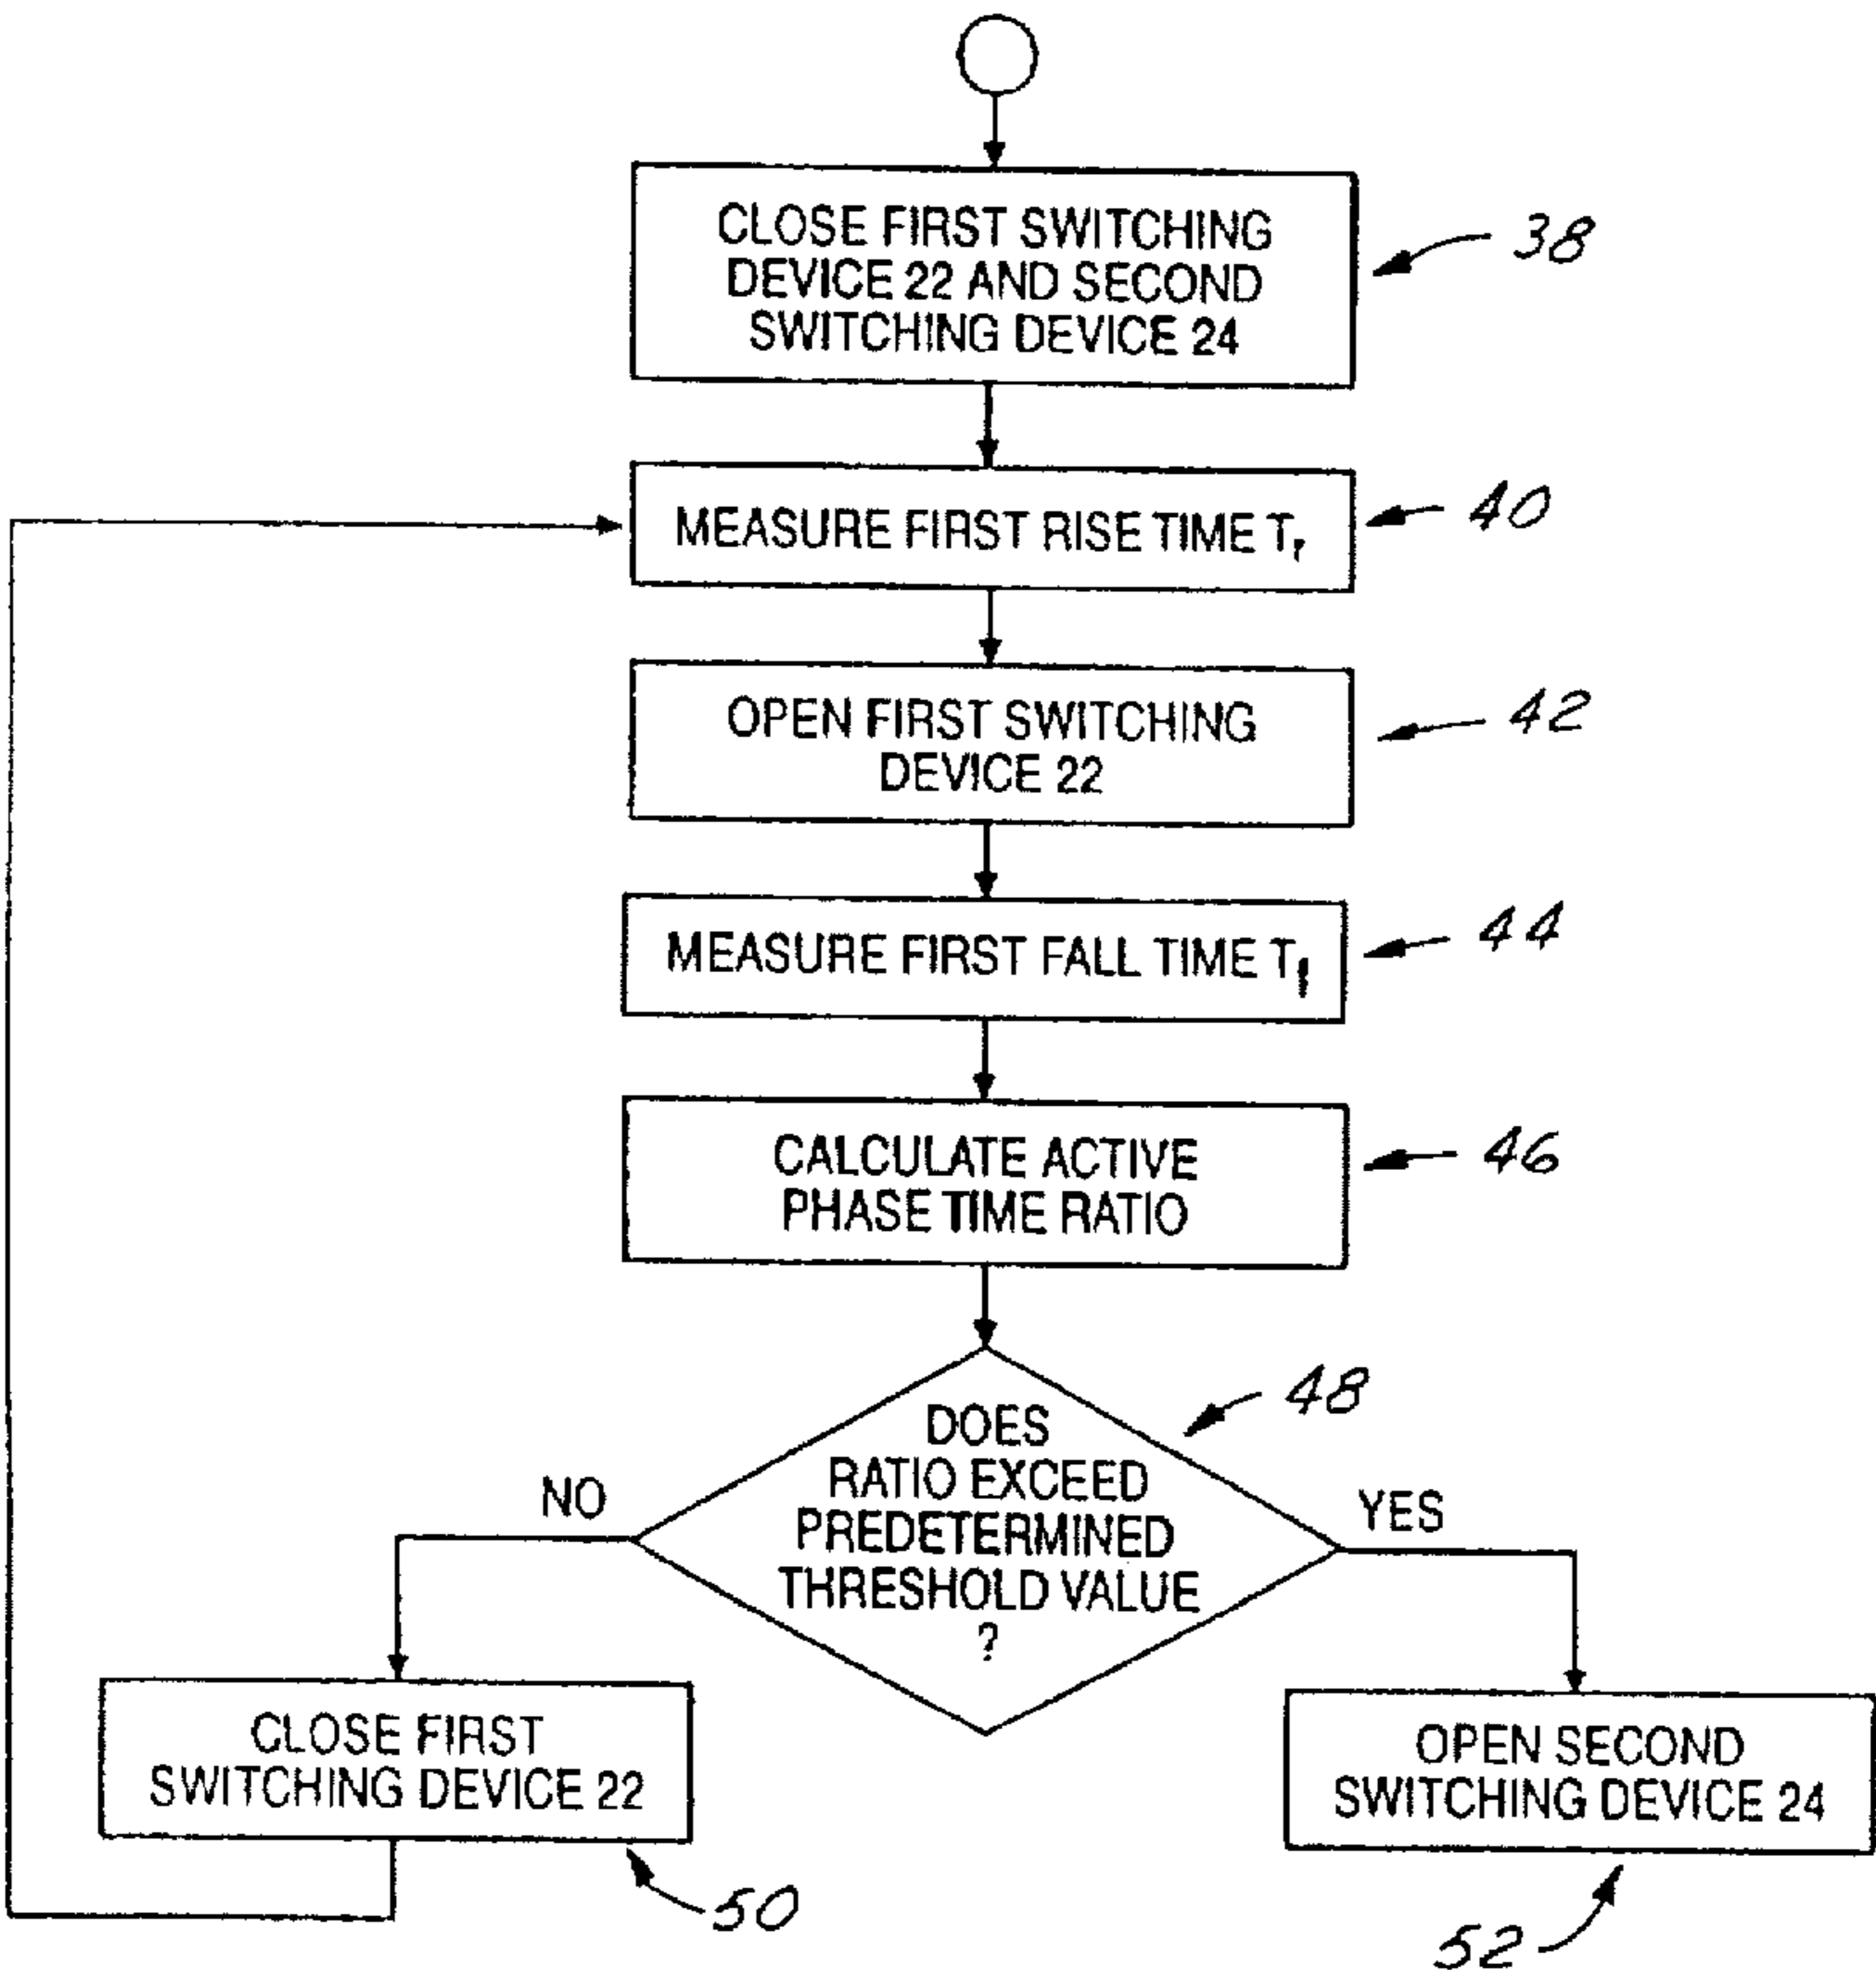 CLOSE FIRST SWITCHING
DEVICE 22 AND SECOND
SWITCHING DEVICE 24
38
MEASURE FIRST RISE TIME Tr
40
OPEN FIRST SWITCHING
DEVICE 22
42
MEASURE FIRST FALL TIME Tf
44
CALCULATE ACTIVE
PHASE TIME RATIO
46
DOES
RATIO EXCEED
PREDETERMINED
THRESHOLD VALUE
?
48
NO
YES
CLOSE FIRST
SWITCHING DEVICE 22
50
OPEN SECOND
SWITCHING DEVICE 24
52